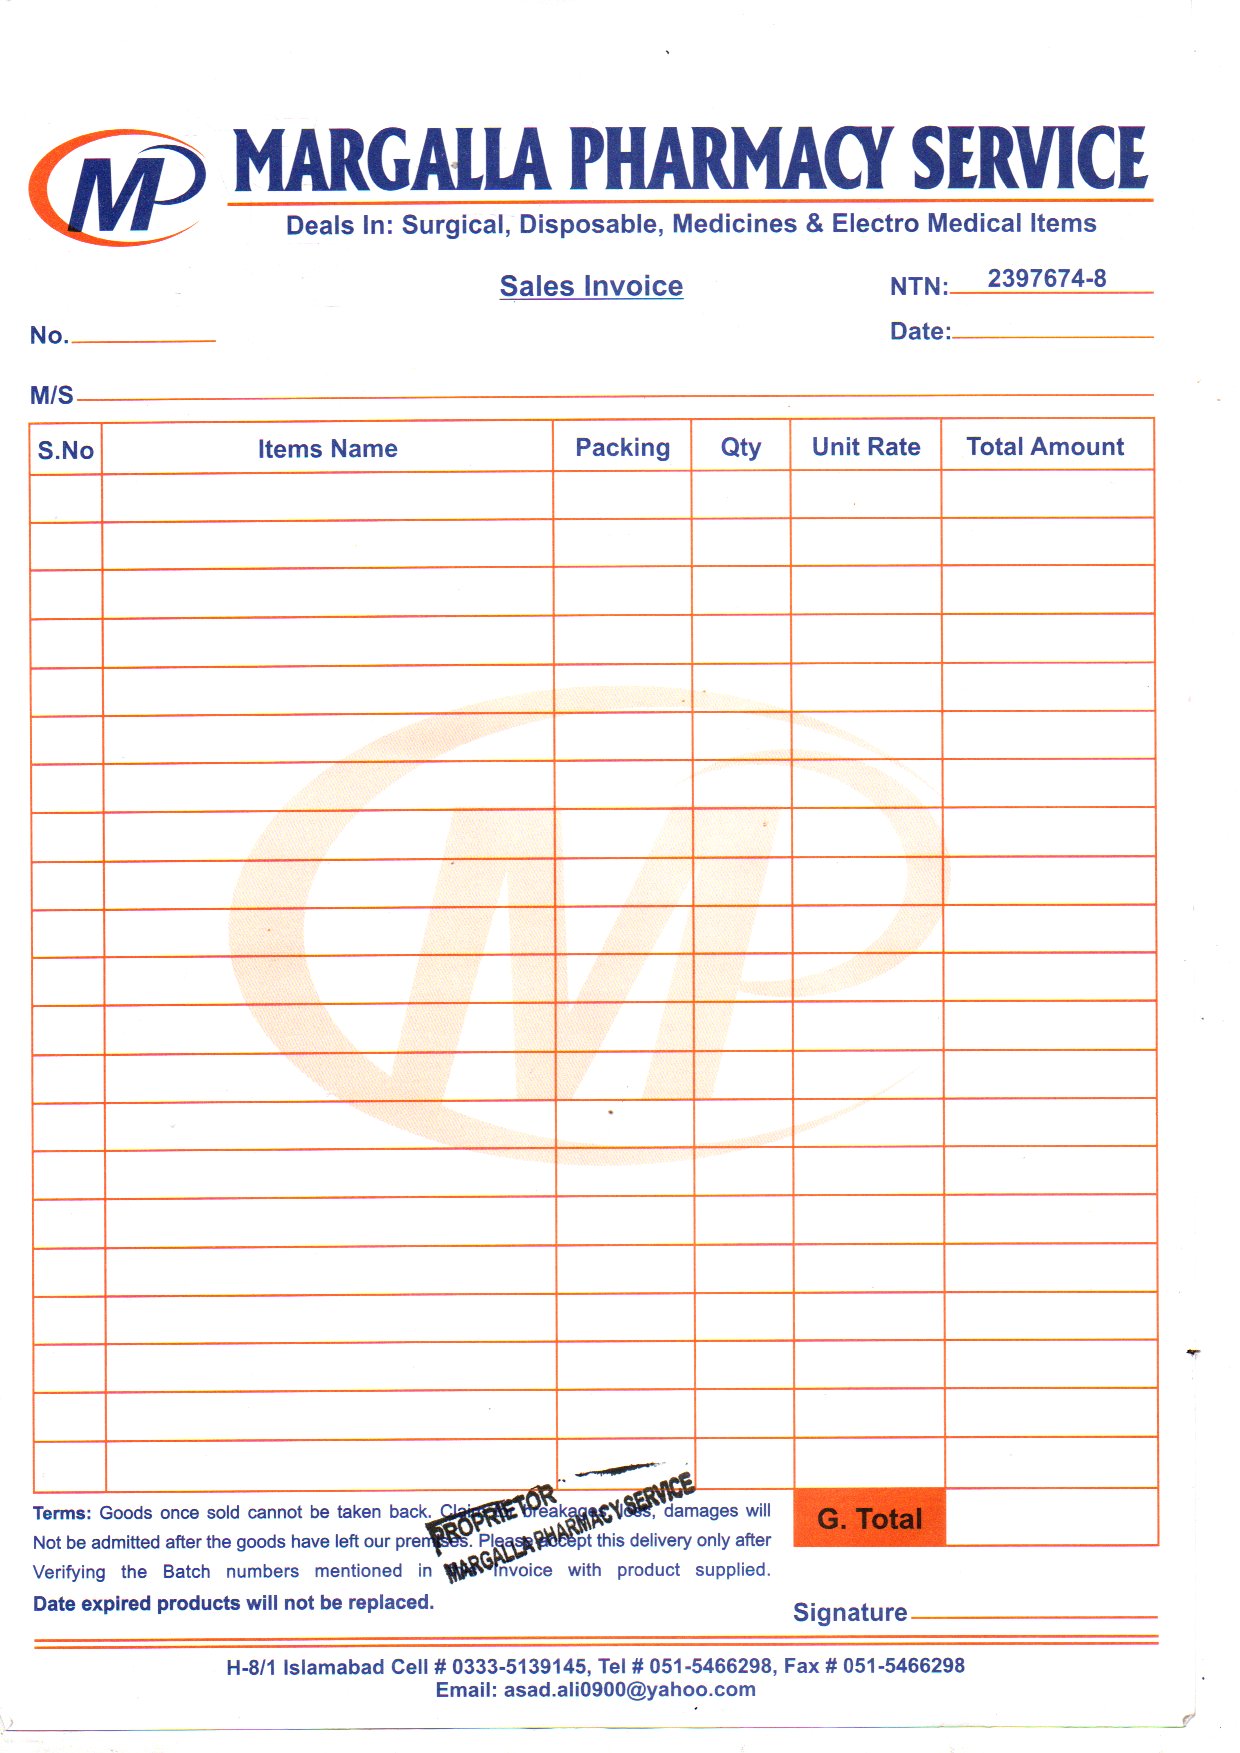 MP MARGALLA PHARMACY SERVICE
Deals In: Surgical, Disposable, Medicines & Electro Medical Items
Sales Invoice
NTN: 2397674-8
No.
Date:
M/S
S.No Items Name Packing Qty Unit Rate Total Amount
MP
Terms: Goods once sold cannot be taken back. breakages, damages will
Not be admitted after the goods have left our premises. Please accept this delivery only after
Verifying the Batch numbers mentioned in Invoice with product supplied.
Date expired products will not be replaced.
PROPRIETOR
MARGALLA PHARMACY SERVICE
G. Total
Signature
H-8/1 Islamabad Cell # 0333-5139145, Tel # 051-5466298, Fax # 051-5466298
Email: asad.ali0900@yahoo.com